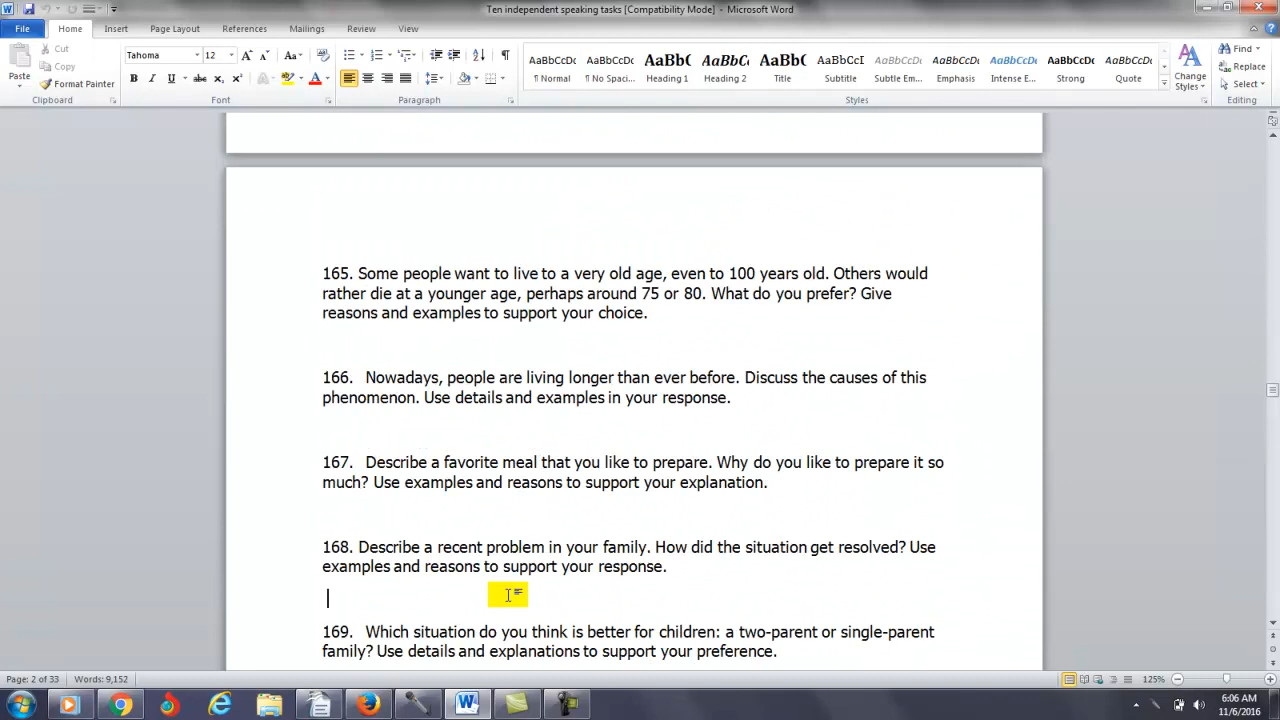 Ten independent speaking tasks [Compatibility Mode] - Microsoft Word
File Home Insert Page Layout References Mailings Review View
Paste Cut Copy Format Painter
Tahoma 12
AaBbCcDc AaBbCcDc AaBbC AaBbCc AaBbC AaBbCcI AaBbCcDc AaBbCcDc AaBbCcDc AaBbCcDc AaBbCcDc
¶ Normal ¶ No Spaci... Heading 1 Heading 2 Title Subtitle Subtle Em... Emphasis Intense E... Strong Quote
Change Styles
Find Replace Select
Clipboard Font Paragraph Styles Editing
165. Some people want to live to a very old age, even to 100 years old. Others would
rather die at a younger age, perhaps around 75 or 80. What do you prefer? Give
reasons and examples to support your choice.
166. Nowadays, people are living longer than ever before. Discuss the causes of this
phenomenon. Use details and examples in your response.
167. Describe a favorite meal that you like to prepare. Why do you like to prepare it so
much? Use examples and reasons to support your explanation.
168. Describe a recent problem in your family. How did the situation get resolved? Use
examples and reasons to support your response.
169. Which situation do you think is better for children: a two-parent or single-parent
family? Use details and explanations to support your preference.
Page: 2 of 33 Words: 9,152 125%
6:06 AM
11/6/2016